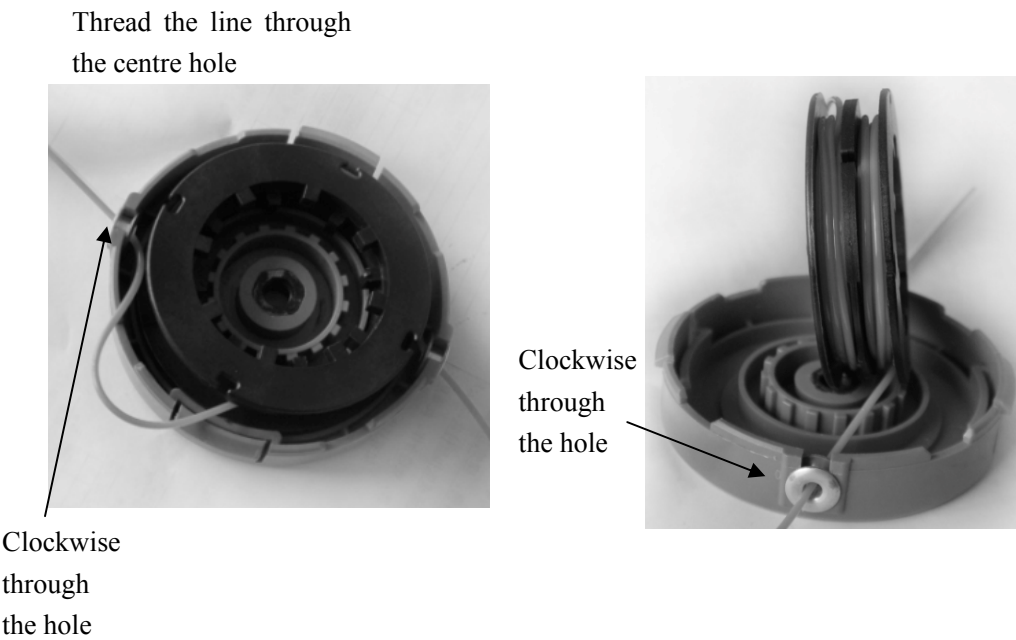 Thread the line through
the centre hole
Clockwise
through
the hole
Clockwise
through
the hole